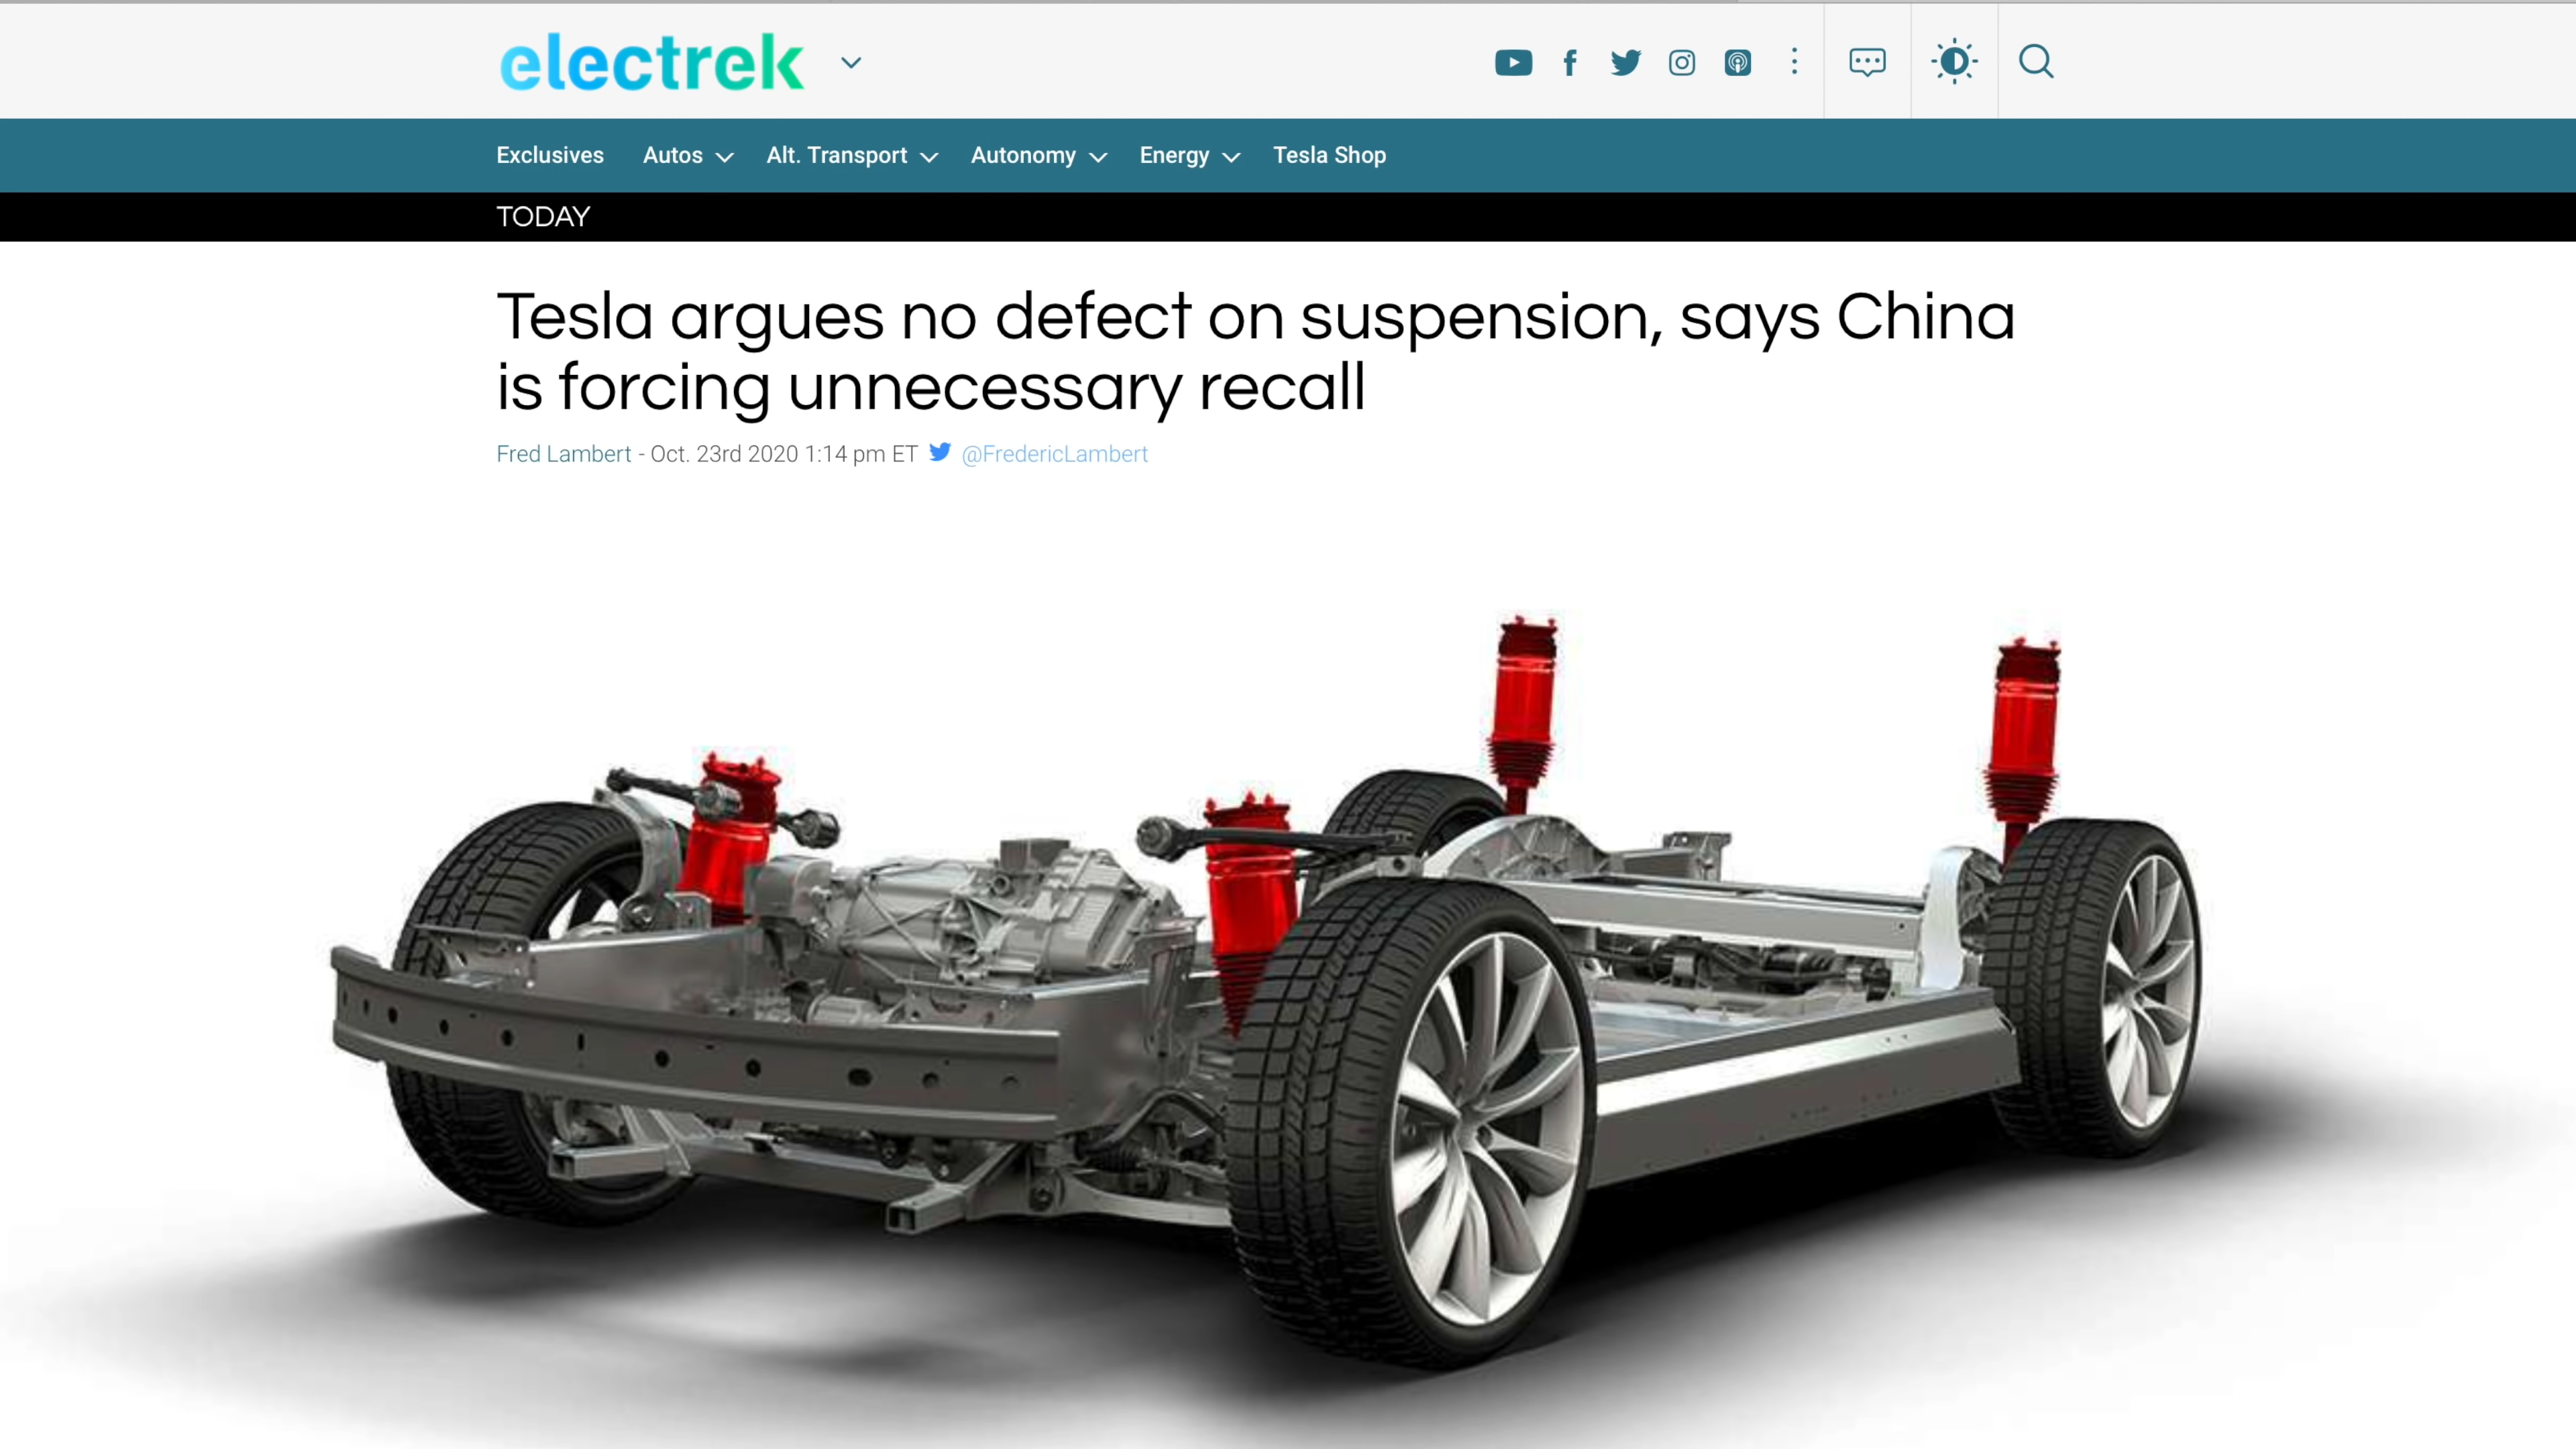 electrek
Exclusives Autos Alt. Transport Autonomy Energy Tesla Shop
TODAY
Tesla argues no defect on suspension, says China
is forcing unnecessary recall
Fred Lambert - Oct. 23rd 2020 1:14 pm ET @FredericLambert